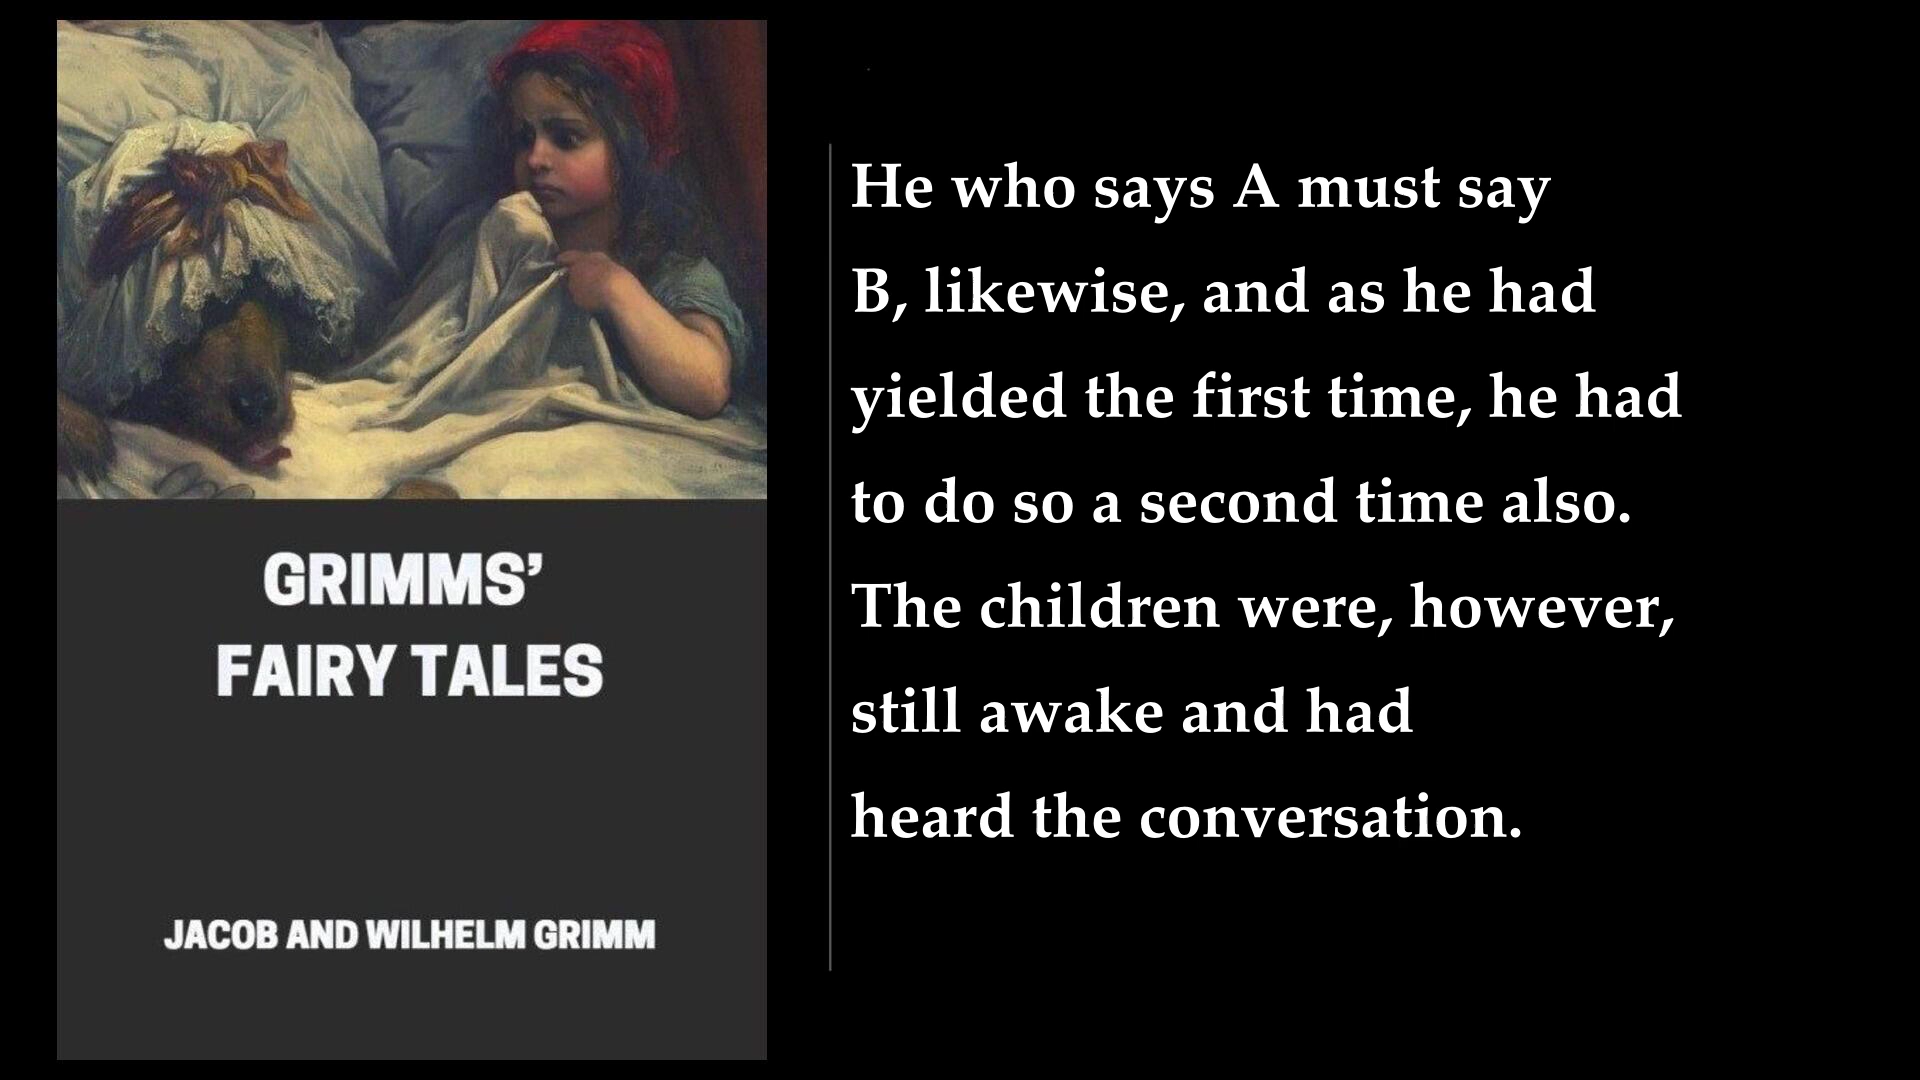 GRIMMS’
FAIRY TALES
JACOB AND WILHELM GRIMM
He who says A must say
B, likewise, and as he had
yielded the first time, he had
to do so a second time also.
The children were, however,
still awake and had
heard the conversation.